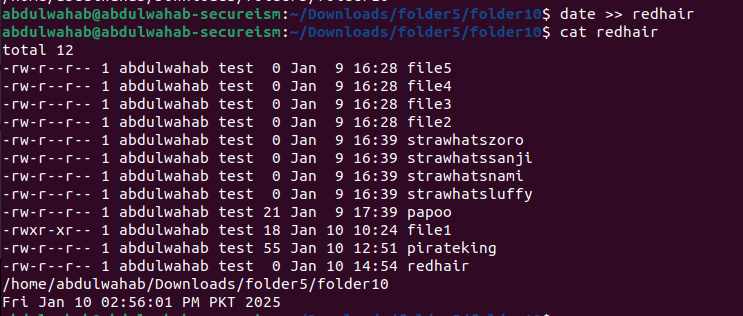 abdulwahab@abdulwahab-secureism:~/Downloads/folder5/folder10$ date >> redhair
abdulwahab@abdulwahab-secureism:~/Downloads/folder5/folder10$ cat redhair
total 12
-rw-r--r-- 1 abdulwahab test  0 Jan  9 16:28 file5
-rw-r--r-- 1 abdulwahab test  0 Jan  9 16:28 file4
-rw-r--r-- 1 abdulwahab test  0 Jan  9 16:28 file3
-rw-r--r-- 1 abdulwahab test  0 Jan  9 16:28 file2
-rw-r--r-- 1 abdulwahab test  0 Jan  9 16:39 strawhatszoro
-rw-r--r-- 1 abdulwahab test  0 Jan  9 16:39 strawhatssanji
-rw-r--r-- 1 abdulwahab test  0 Jan  9 16:39 strawhatsnami
-rw-r--r-- 1 abdulwahab test  0 Jan  9 16:39 strawhatsluffy
-rw-r--r-- 1 abdulwahab test 21 Jan  9 17:39 papoo
-rwxr-xr-- 1 abdulwahab test 18 Jan 10 10:24 file1
-rw-r--r-- 1 abdulwahab test 55 Jan 10 12:51 pirateking
-rw-r--r-- 1 abdulwahab test  0 Jan 10 14:54 redhair
/home/abdulwahab/Downloads/folder5/folder10
Fri Jan 10 02:56:01 PM PKT 2025